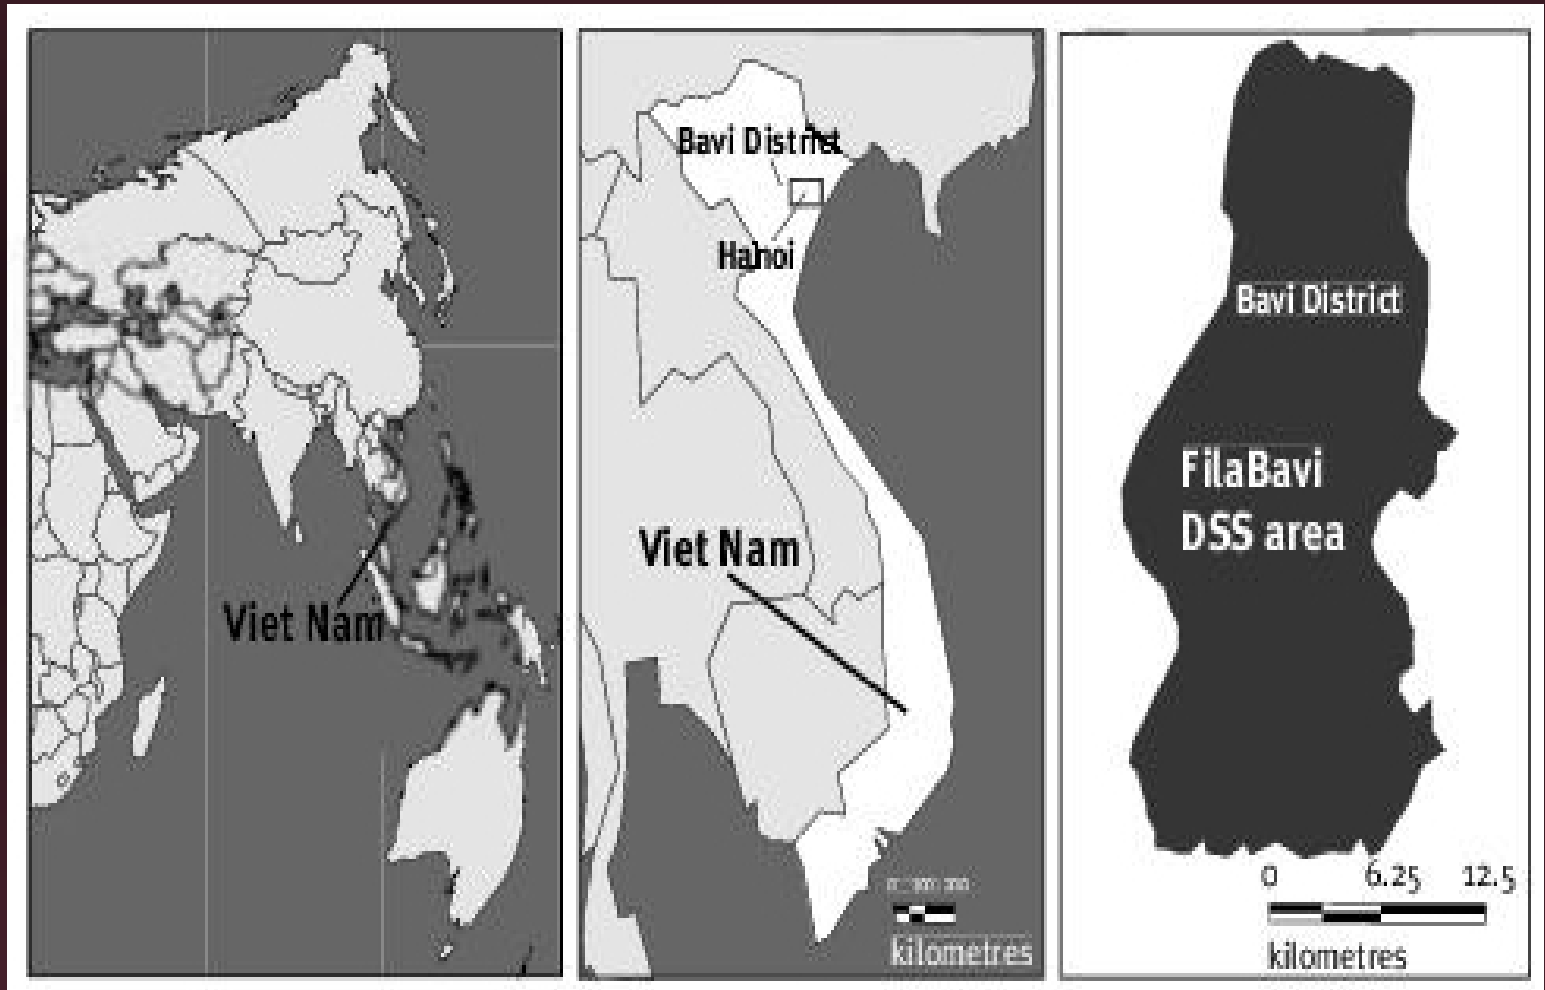 Viet Nam
Bavi District
Hanoi
Viet Nam
kilometres
Bavi District
FilaBavi
DSS area
0 6.25 12.5
kilometres